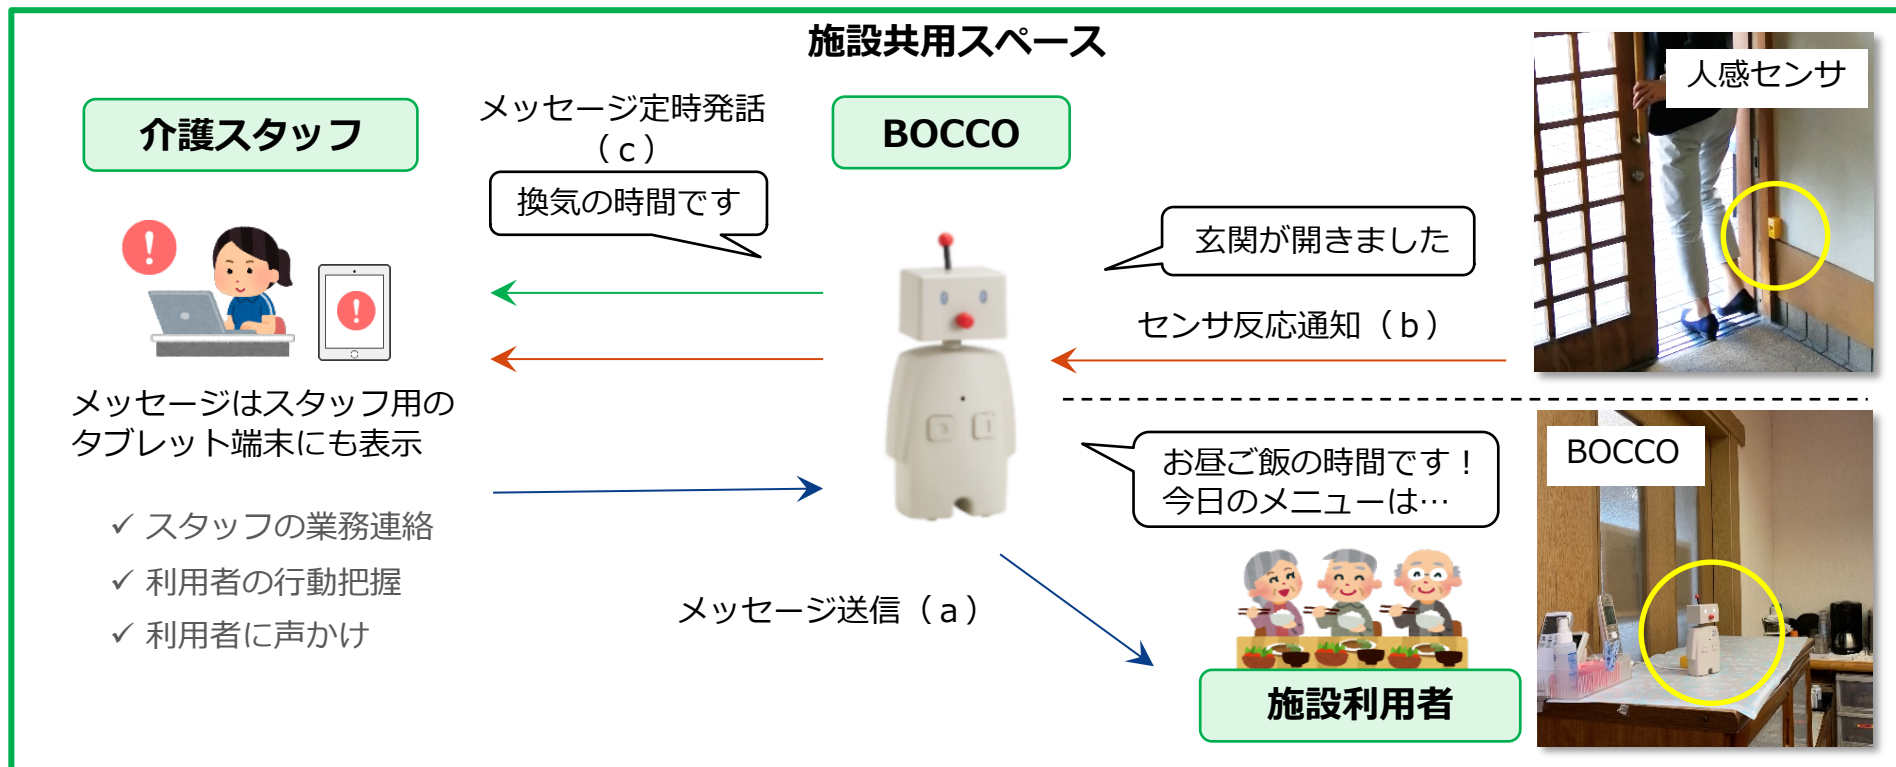 施設共用スペース
介護スタッフ
メッセージ定時発話
（ｃ）
換気の時間です
BOCCO
人感センサ
玄関が開きました
センサ反応通知（ｂ）
メッセージはスタッフ用の
タブレット端末にも表示
お昼ご飯の時間です！
今日のメニューは…
BOCCO
✓ スタッフの業務連絡
✓ 利用者の行動把握
✓ 利用者に声かけ
メッセージ送信（ａ）
施設利用者